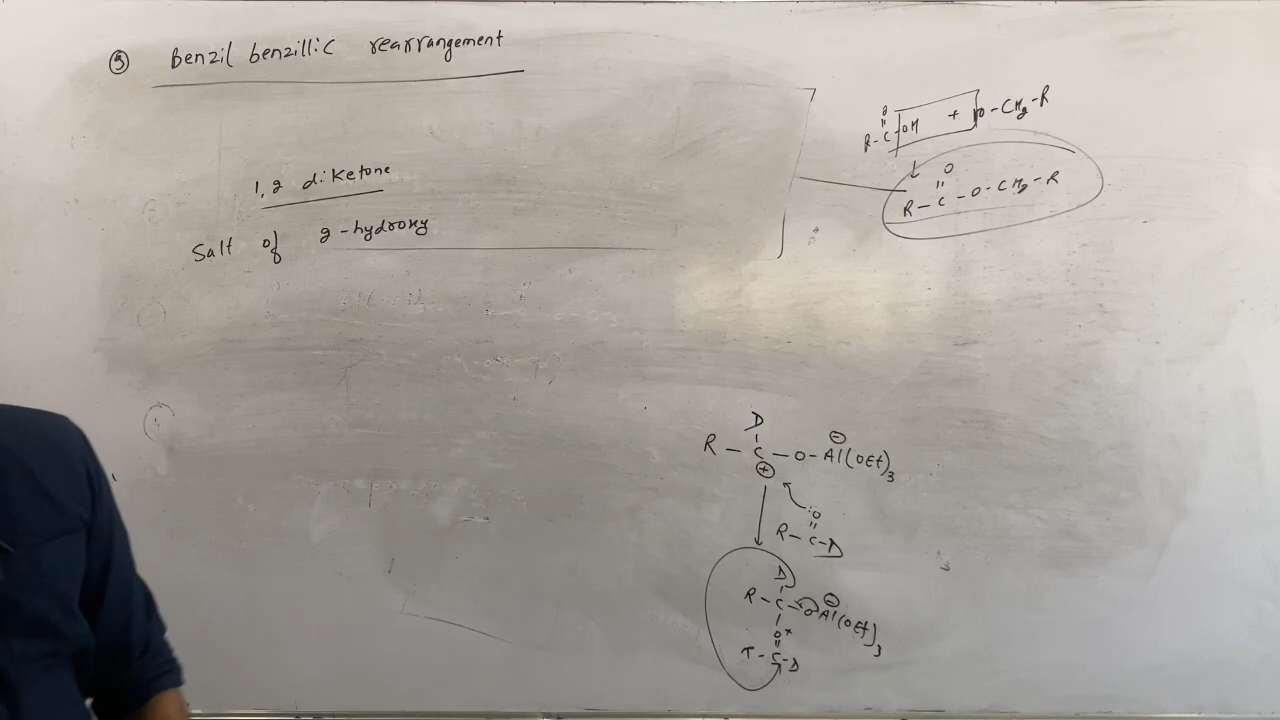 ⑤ Benzil benzillic rearrangement
1,2 diketone
Salt of 2-hydroxy
O
R-C-OH + O-CH2-R
O
R-C-O-CH2-R
D
R-C-O-Al(OEt)3
⊕ ⊖
:O
R-C-D
D
R-C-O Al(OEt)3
⊖
O+
C-D